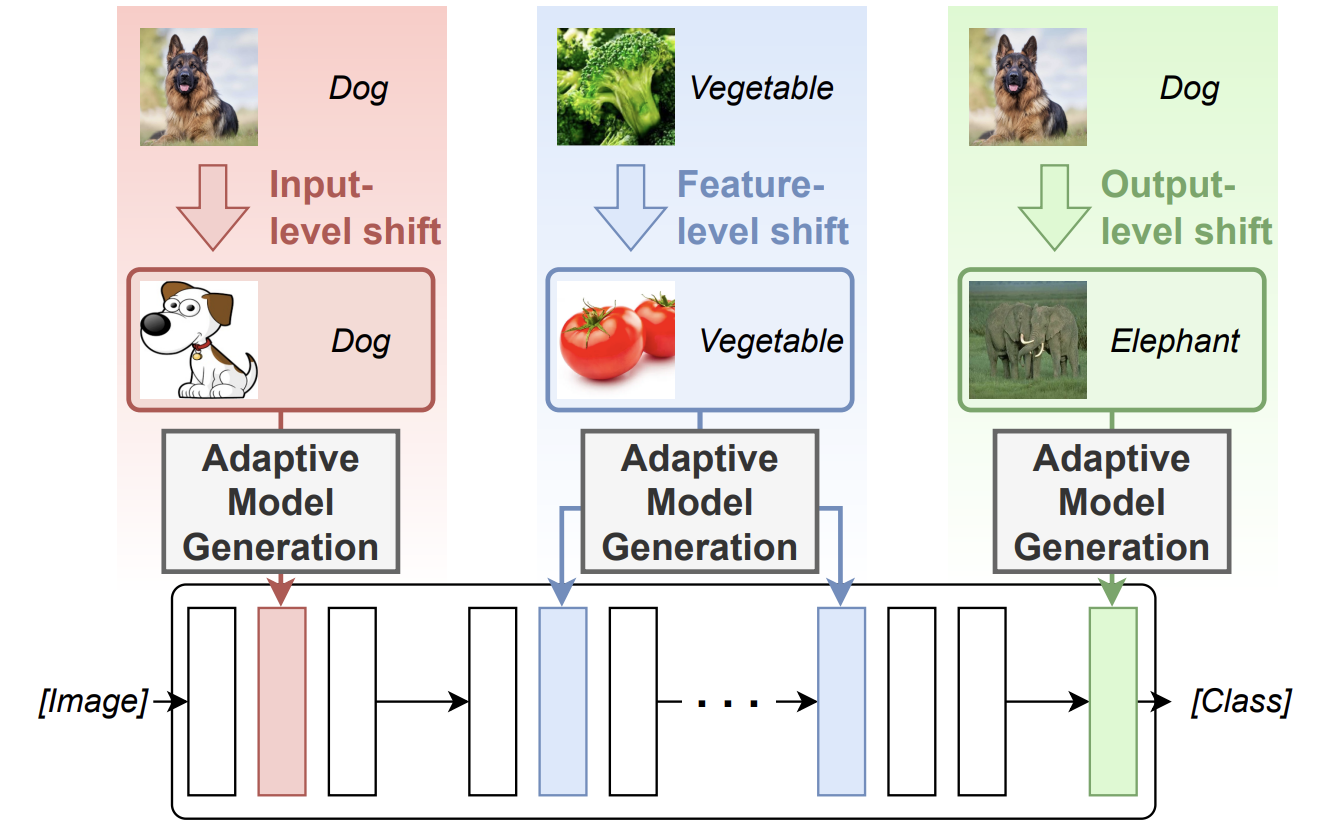 Dog
Input-
level shift
Dog
Adaptive
Model
Generation
Vegetable
Feature-
level shift
Vegetable
Adaptive
Model
Generation
Dog
Output-
level shift
Elephant
Adaptive
Model
Generation
[Image]
. . .
[Class]